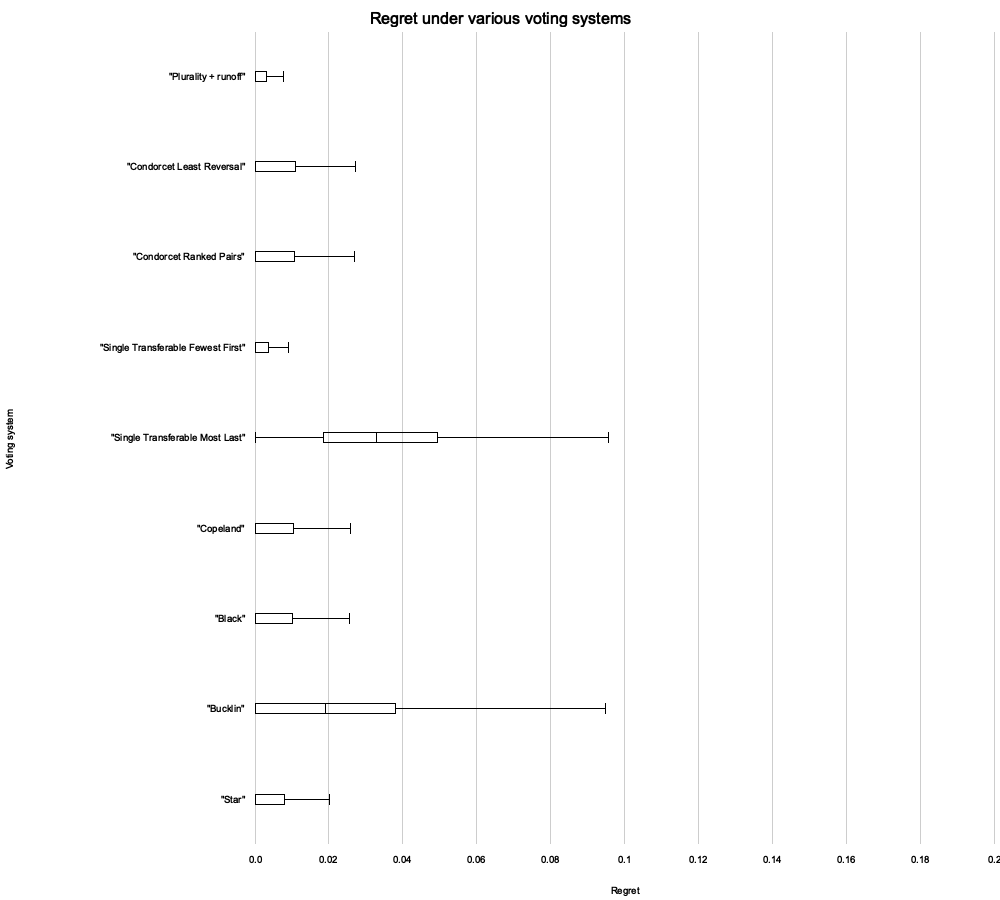 Regret under various voting systems
"Plurality + runoff"
"Condorcet Least Reversal"
"Condorcet Ranked Pairs"
"Single Transferable Fewest First"
"Single Transferable Most Last"
"Copeland"
"Black"
"Bucklin"
"Star"
Voting system
0.0 0.02 0.04 0.06 0.08 0.1 0.12 0.14 0.16 0.18 0.2
Regret